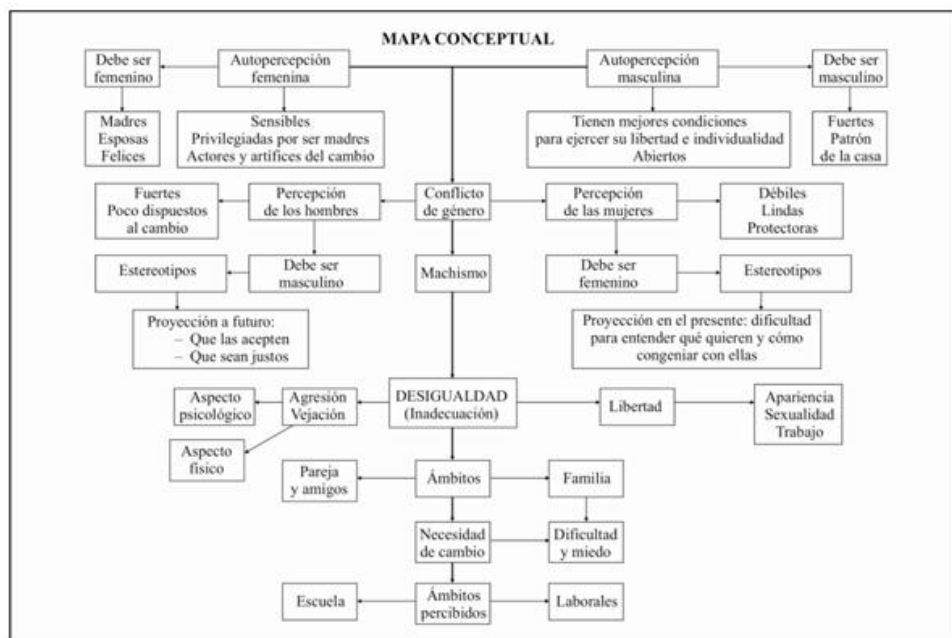 MAPA CONCEPTUAL
Debe ser
femenino
Autopercepción
femenina
Autopercepción
masculina
Debe ser
masculino
Madres
Esposas
Felices
Sensibles
Privilegiadas por ser madres
Actores y artifices del cambio
Tienen mejores condiciones
para ejercer su libertad e individualidad
Abiertos
Fuertes
Patrón
de la casa
Fuertes
Poco dispuestos
al cambio
Percepción
de los hombres
Conflicto
de género
Percepción
de las mujeres
Débiles
Lindas
Protectoras
Estereotipos
Debe ser
masculino
Machismo
Debe ser
femenino
Estereotipos
Proyección a futuro:
– Que las acepten
– Que sean justos
Proyección en el presente: dificultad
para entender qué quieren y cómo
congeniar con ellas
Aspecto
psicológico
Agresión
Vejación
DESIGUALDAD
(Inadecuación)
Libertad
Apariencia
Sexualidad
Trabajo
Aspecto
físico
Pareja
y amigos
Ámbitos
Familia
Necesidad
de cambio
Dificultad
y miedo
Escuela
Ámbitos
percibidos
Laborales